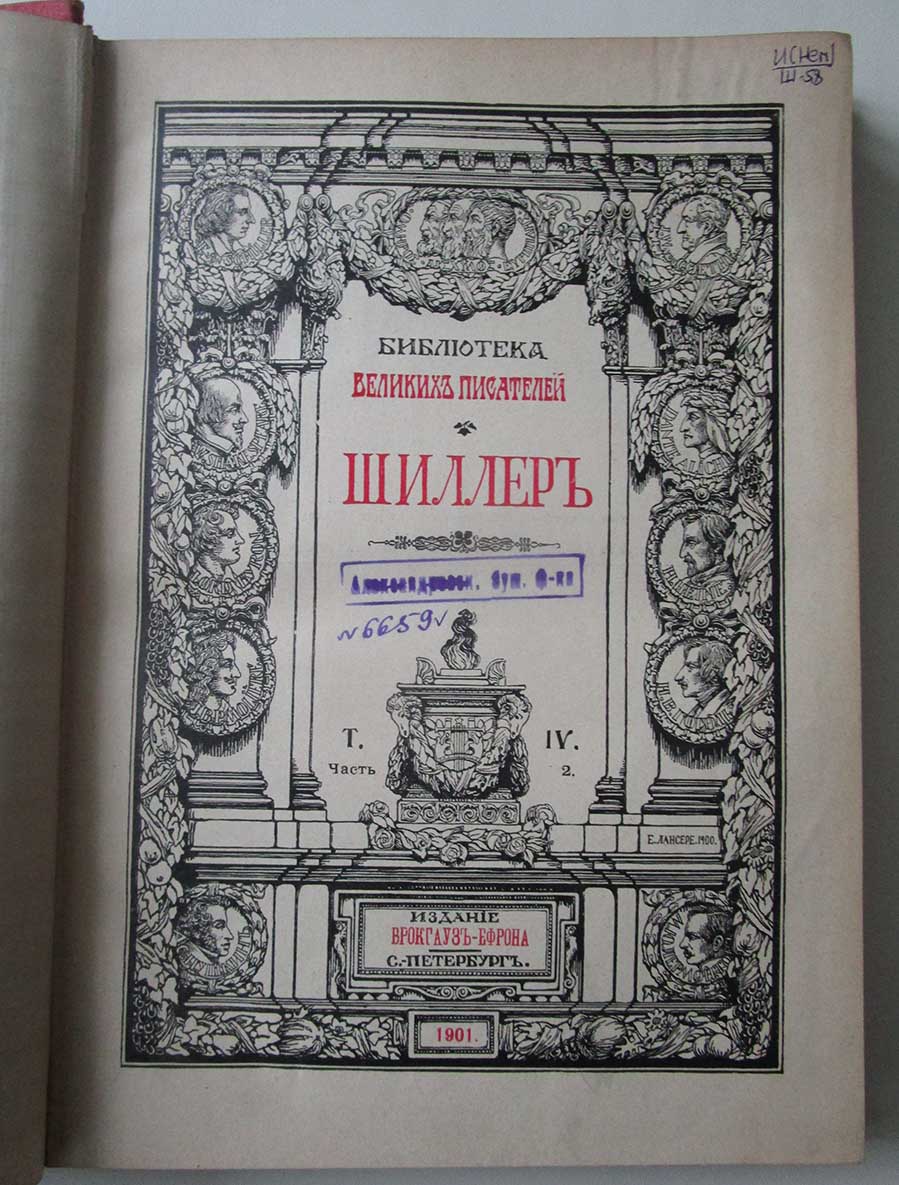 И(Нем)
Ш-58
БИБЛІОТЕКА
ВЕЛИКИХЪ ПИСАТЕЛЕЙ
ШИЛЛЕРЪ
№6659
Т. IV.
Часть 2.
Е. ЛАНСЕРЕ. 1900.
ИЗДАНІЕ
БРОКГАУЗЪ-ЕФРОНА
С.-ПЕТЕРБУРГЪ.
1901.